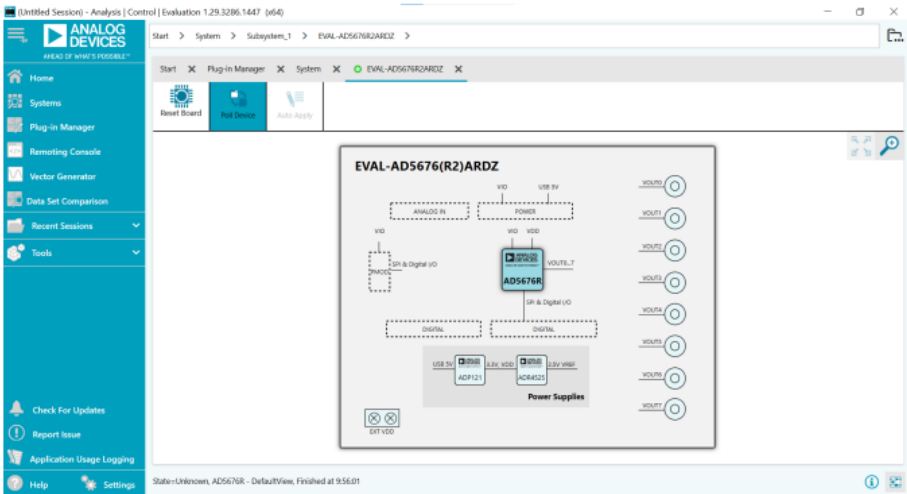 (Untitled Session) - Analysis | Control | Evaluation 1.29.3286.1447 (x64)
ANALOG
DEVICES
AHEAD OF WHAT'S POSSIBLE™
Start > System > Subsystem_1 > EVAL-AD5676R2ARDZ >
Start Plug-in Manager System EVAL-AD5676R2ARDZ
Reset Board
Poll Device
Auto Apply
Home
Systems
Plug-in Manager
Remoting Console
Vector Generator
Data Set Comparison
Recent Sessions
Tools
Check For Updates
Report Issue
Application Usage Logging
Help Settings
EVAL-AD5676(R2)ARDZ
VIO USB 5V
ANALOG IN POWER
VIO VIO VDD
PMOD SPI & Digital I/O
ANALOG
DEVICES
AD5676R
VOUT0...7
SPI & Digital I/O
DIGITAL DIGITAL
USB 5V ADP121 3.3V, VDD ADR4525 2.5V VREF
Power Supplies
EXT VDD
VOUT0
VOUT1
VOUT2
VOUT3
VOUT4
VOUT5
VOUT6
VOUT7
State=Unknown, AD5676R - DefaultView, Finished at 9:56:01